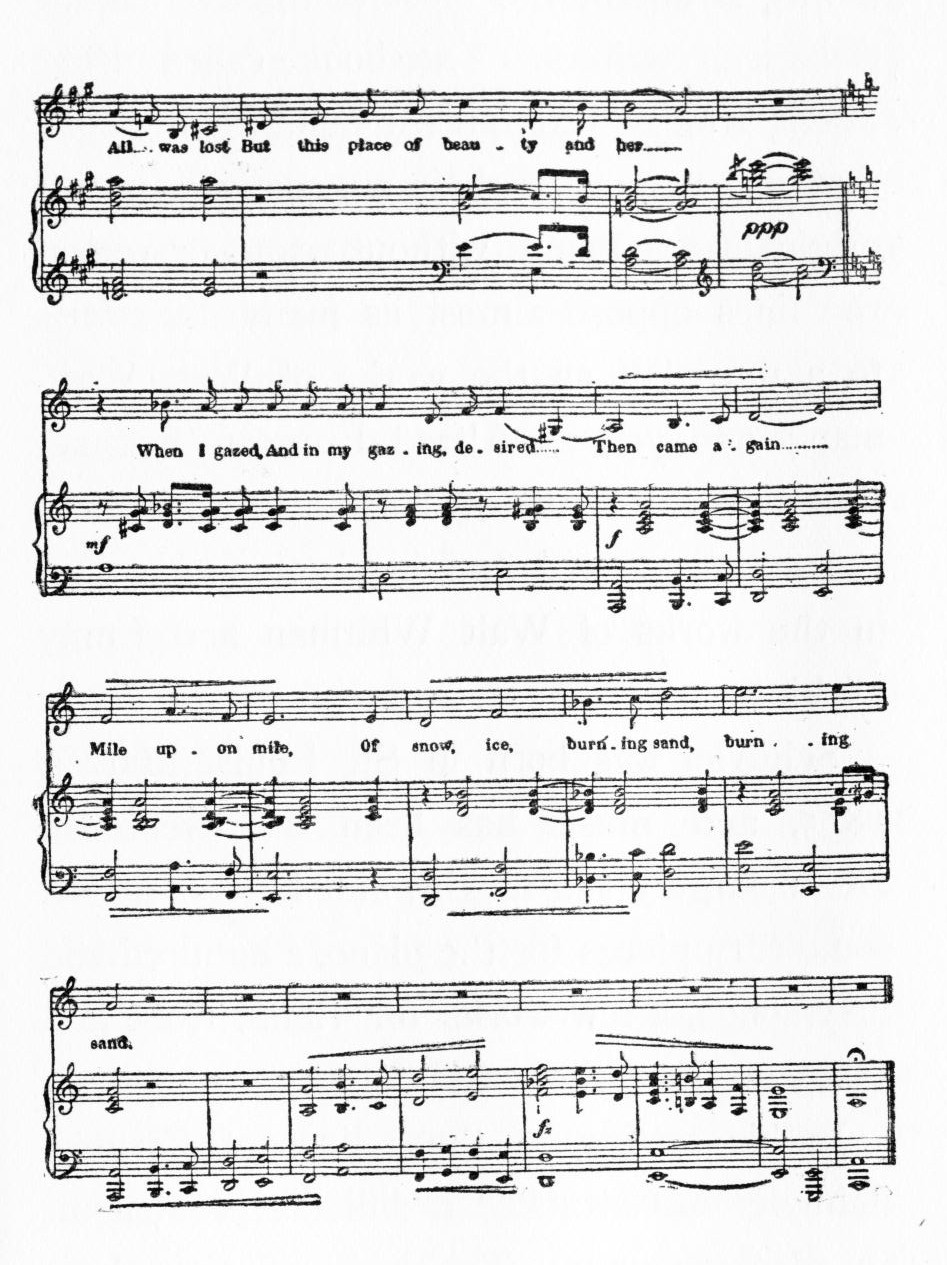 All... was lost But this place of beau - ty and her......
ppp
When I gazed, And in my gaz - ing, de - sired...... Then came a - gain.........
mf f
Mile up - on mile, Of snow, ice, burn - ing sand, burn - ing
sand.
fz